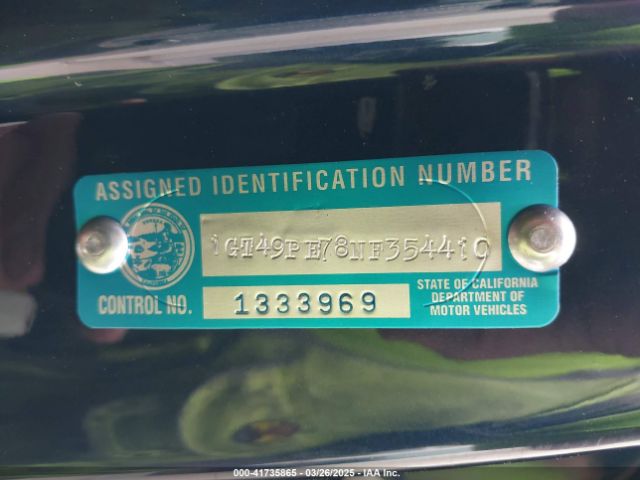 ASSIGNED IDENTIFICATION NUMBER
1GT49PE78NF354410
CONTROL NO.
1333969
STATE OF CALIFORNIA
DEPARTMENT OF
MOTOR VEHICLES
000-41735865 - 03/26/2025 - IAA Inc.